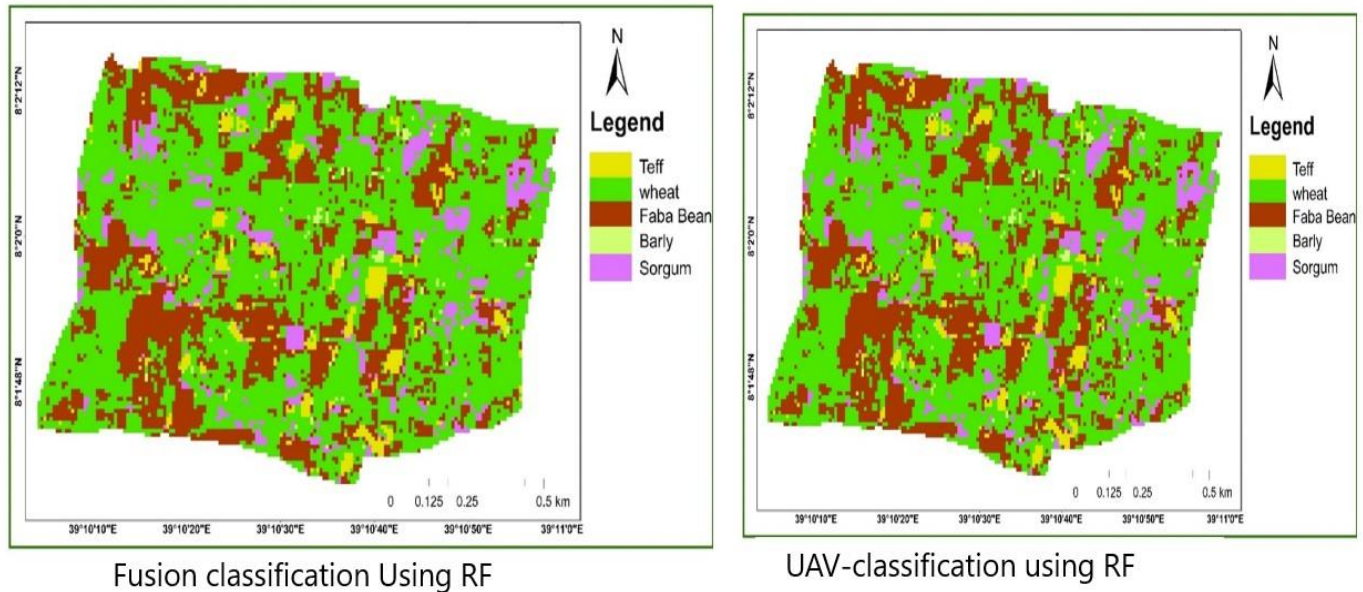 N
Legend
Teff
wheat
Faba Bean
Barly
Sorgum
8°2'12"N
8°2'0"N
8°1'48"N
0 0.125 0.25 0.5 km
39°10'10"E 39°10'20"E 39°10'30"E 39°10'40"E 39°10'50"E 39°11'0"E
Fusion classification Using RF
N
Legend
Teff
wheat
Faba Bean
Barly
Sorgum
8°2'12"N
8°2'0"N
8°1'48"N
0 0.125 0.25 0.5 km
39°10'10"E 39°10'20"E 39°10'30"E 39°10'40"E 39°10'50"E 39°11'0"E
UAV-classification using RF